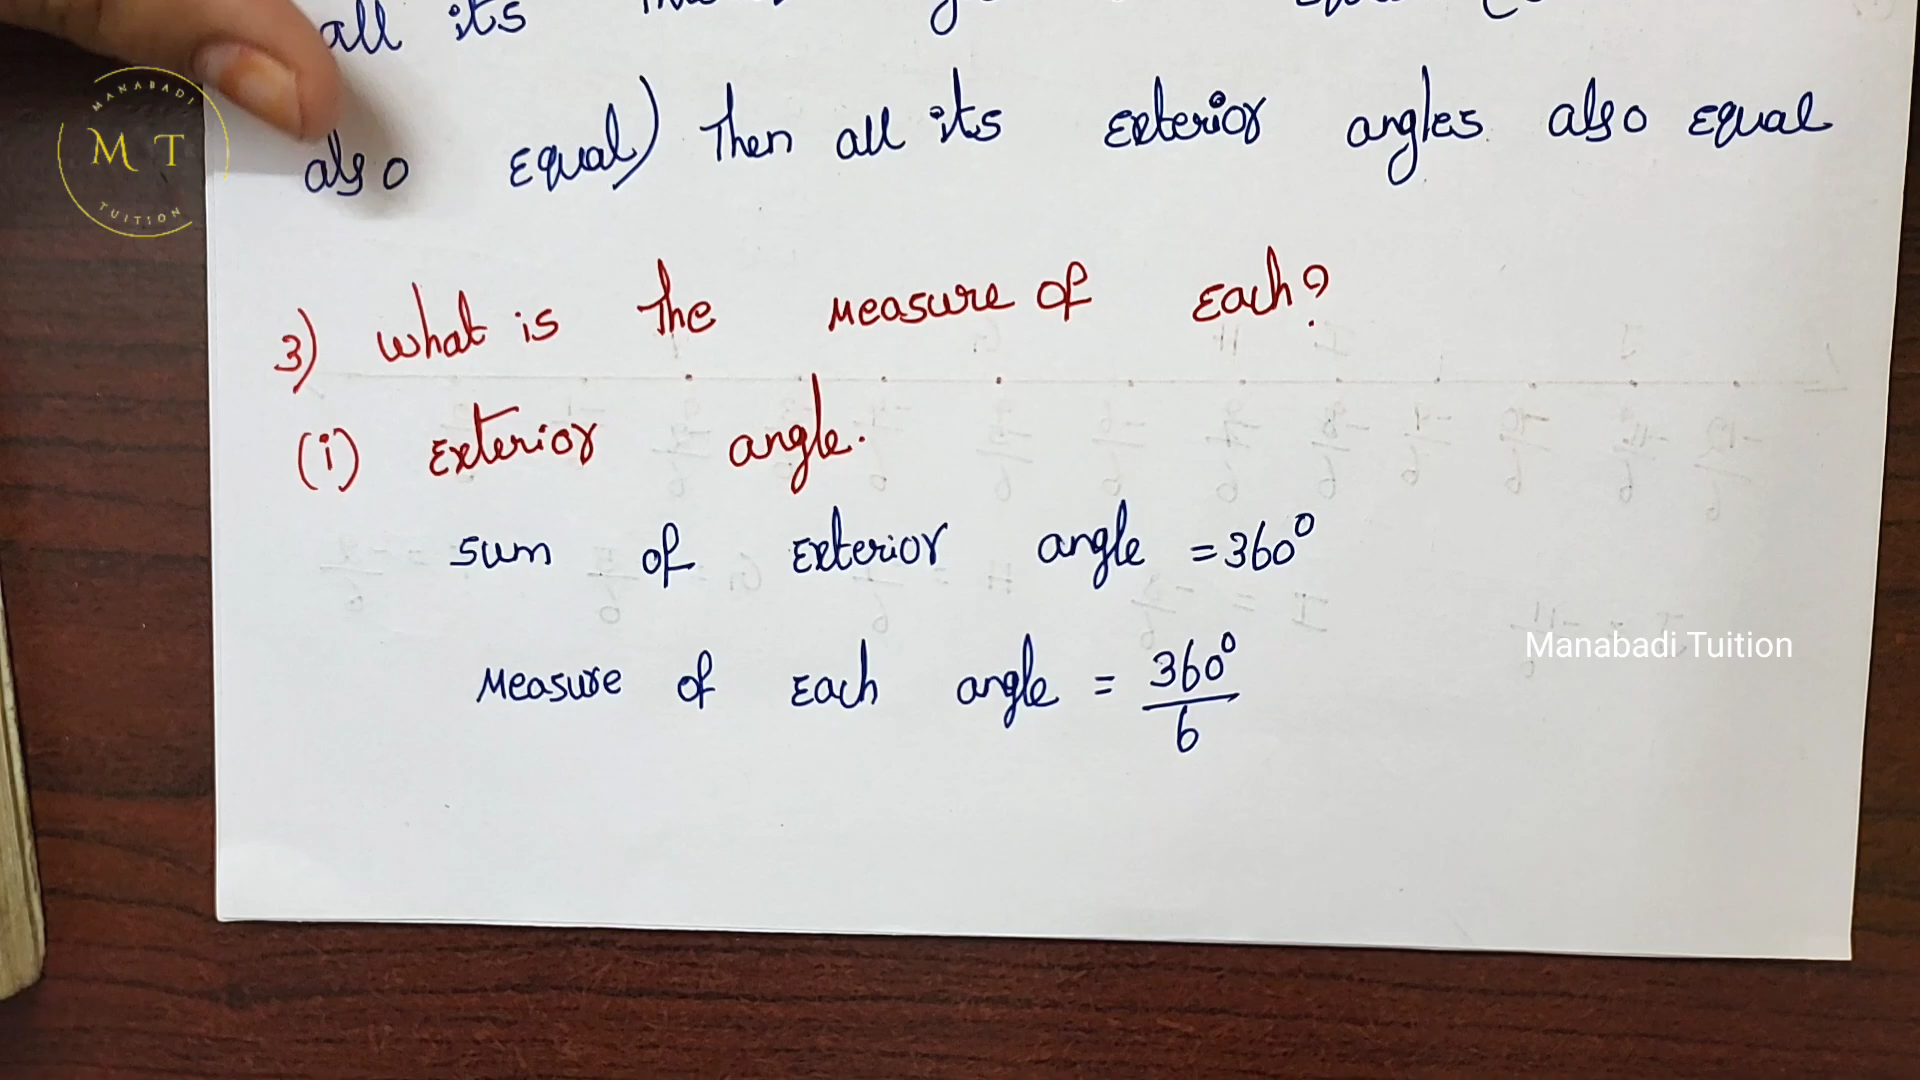 all its
also equal) Then all its exterior angles also equal
3) what is the measure of each?
(i) exterior angle.
sum of exterior angle = 360°
Measure of each angle = 360°/6
MANABADI
MT
TUITION
Manabadi Tuition